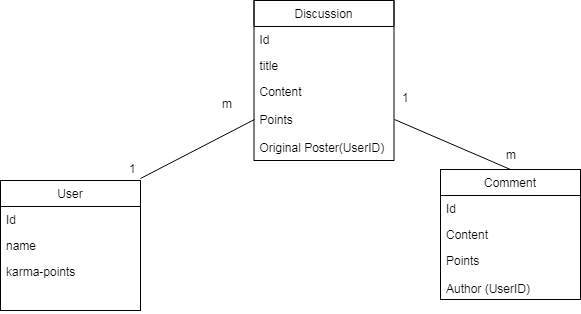 Discussion
Id
title
Content
Points
Original Poster(UserID)
m
1
1
m
User
Id
name
karma-points
Comment
Id
Content
Points
Author (UserID)